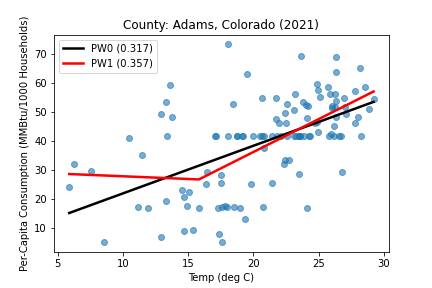 County: Adams, Colorado (2021)
PW0 (0.317)
PW1 (0.357)
Per-Capita Consumption (MMBtu/1000 Households)
70
60
50
40
30
20
10
5 10 15 20 25 30
Temp (deg C)